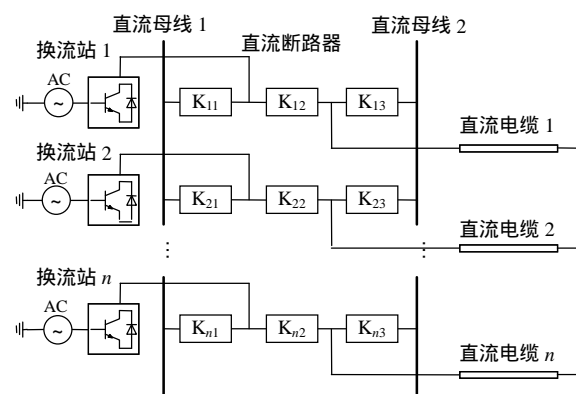 直流母线 1
直流断路器
直流母线 2
换流站 1
AC
~
K11
K12
K13
直流电缆 1
换流站 2
AC
~
K21
K22
K23
直流电缆 2
⋮
⋮
换流站 n
AC
~
Kn1
Kn2
Kn3
直流电缆 n